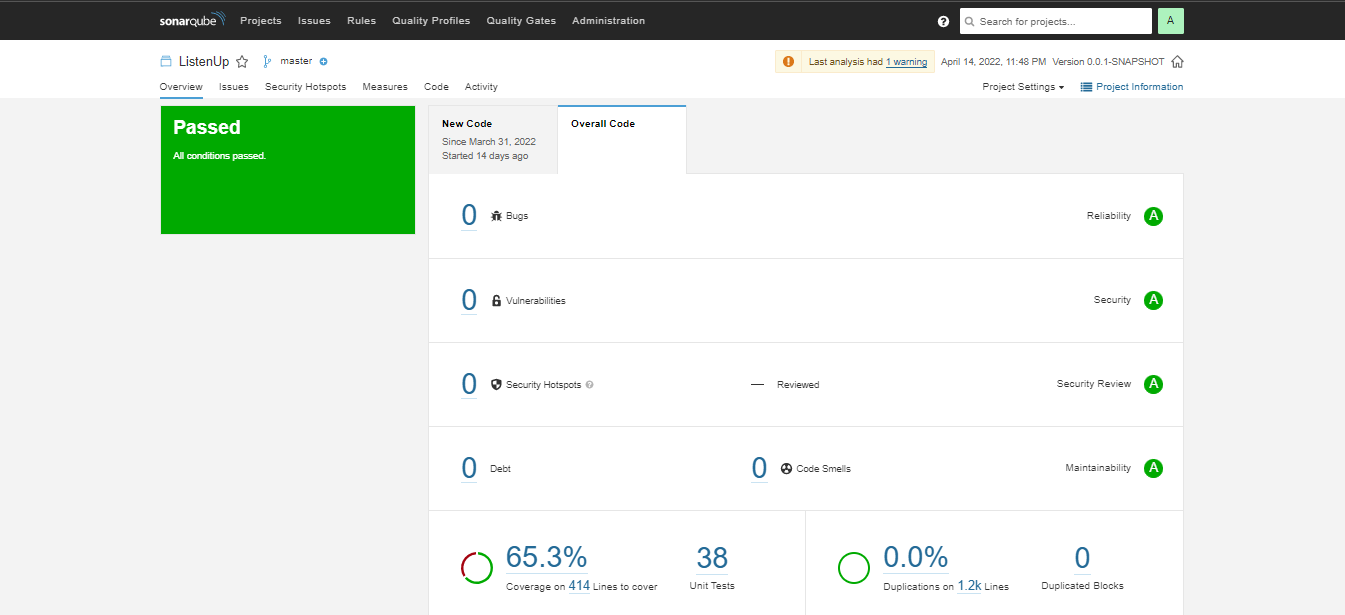 sonarqube Projects Issues Rules Quality Profiles Quality Gates Administration ? Search for projects... A
ListenUp master Last analysis had 1 warning April 14, 2022, 11:48 PM Version 0.0.1-SNAPSHOT
Overview Issues Security Hotspots Measures Code Activity Project Settings Project Information
Passed
All conditions passed.
New Code
Since March 31, 2022
Started 14 days ago
Overall Code
0 Bugs Reliability A
0 Vulnerabilities Security A
0 Security Hotspots ? — Reviewed Security Review A
0 Debt 0 Code Smells Maintainability A
65.3%
Coverage on 414 Lines to cover
38
Unit Tests
0.0%
Duplications on 1.2k Lines
0
Duplicated Blocks